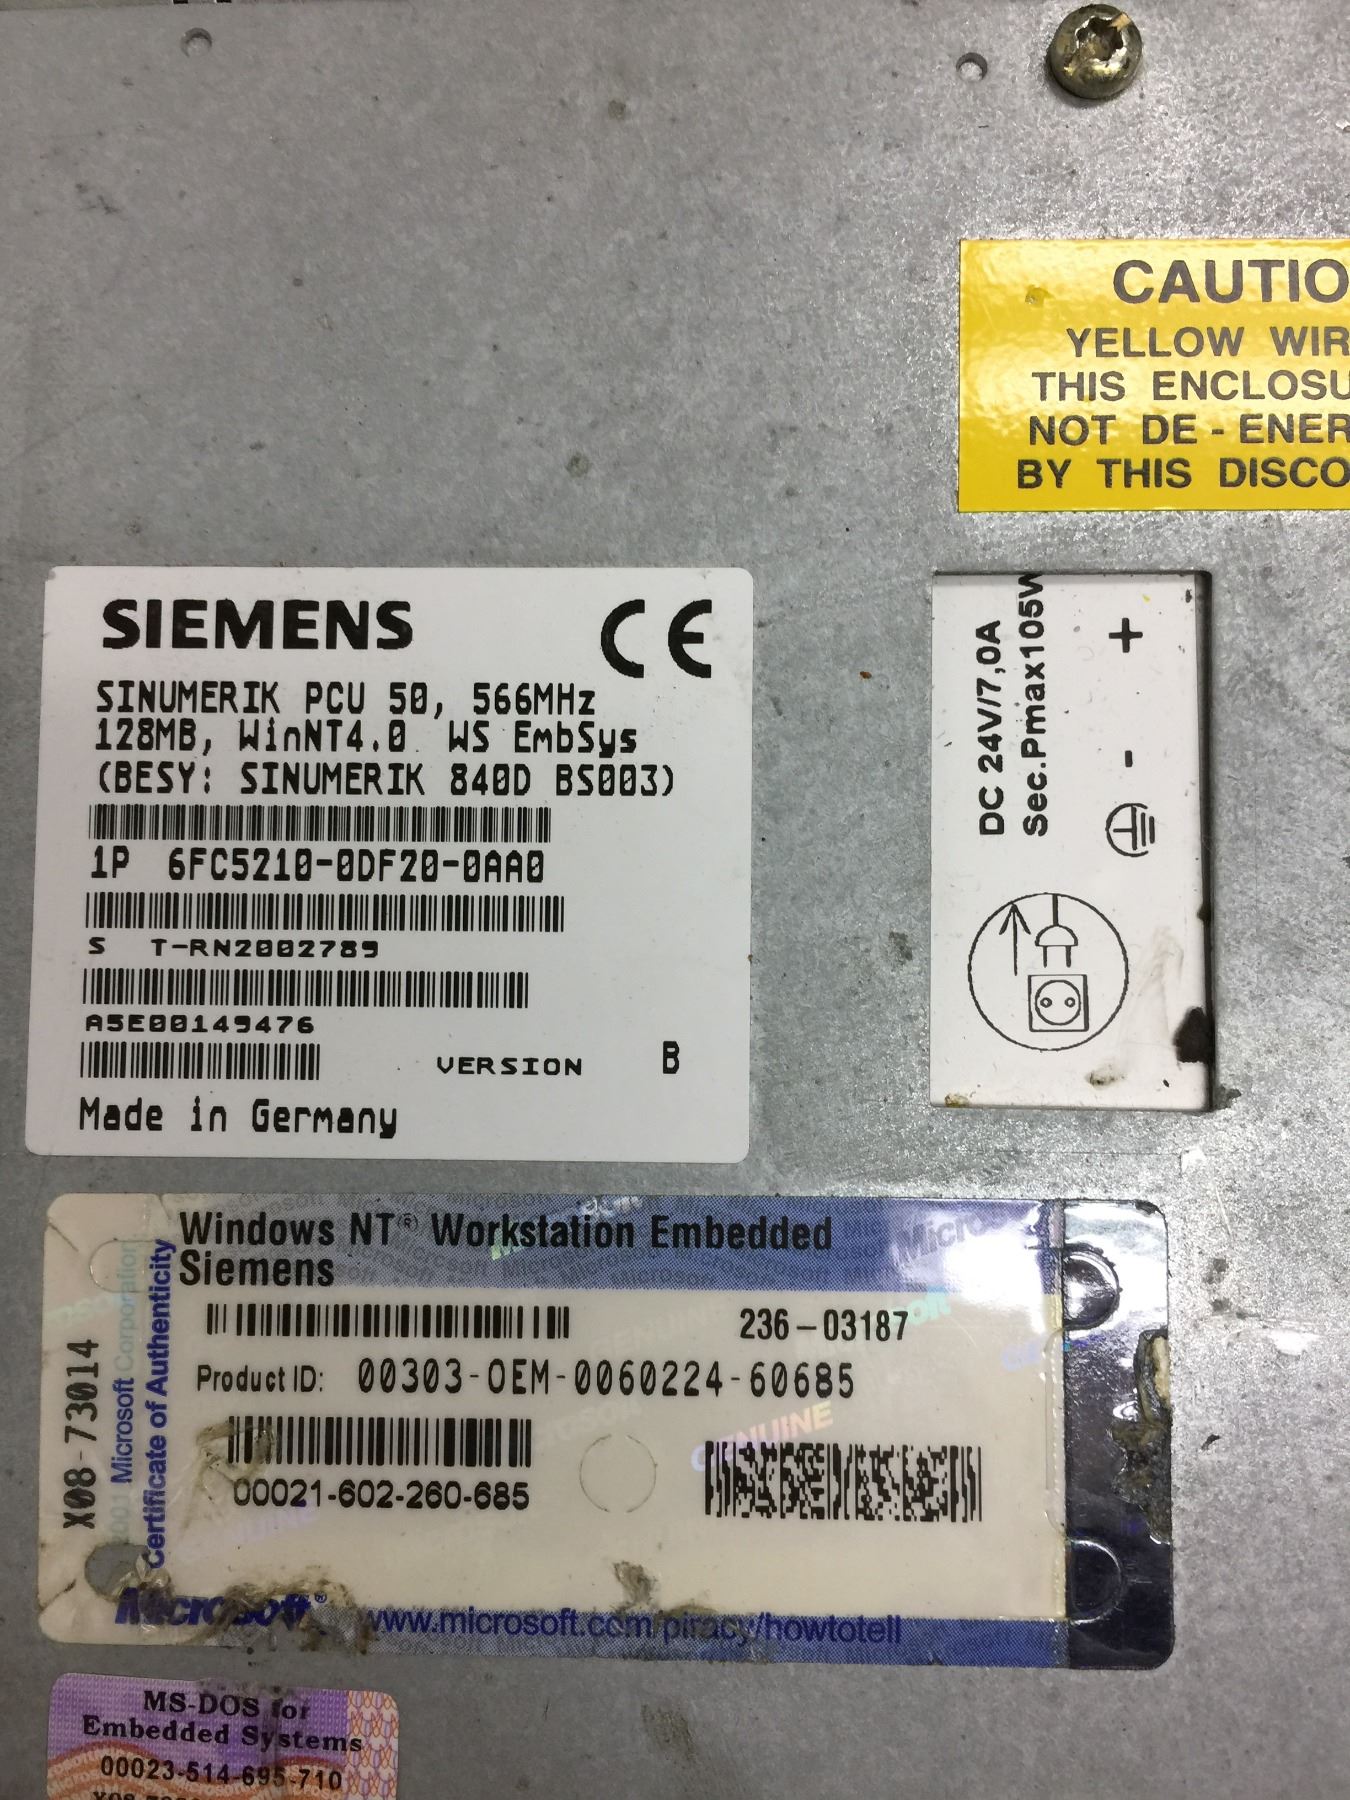 CAUTIO
YELLOW WIR
THIS ENCLOSU
NOT DE-ENER
BY THIS DISCO
SIEMENS CE
SINUMERIK PCU 50, 566MHz
128MB, WinNT4.0 WS EmbSys
(BESY: SINUMERIK 840D BS003)
1P 6FC5210-0DF20-0AA0
S T-RN2002789
A5E00149476
VERSION B
Made in Germany
DC 24V/7,0A
Sec.Pmax105W
+
-
Windows NT® Workstation Embedded
Siemens
236-03187
Product ID: 00303-OEM-0060224-60685
00021-602-260-685
GENUINE
X08-73014
2001 Microsoft Corporation
Certificate of Authenticity
Microsoft® www.microsoft.com/piracy/howtotell
MS-DOS for
Embedded Systems
00023-514-695-710